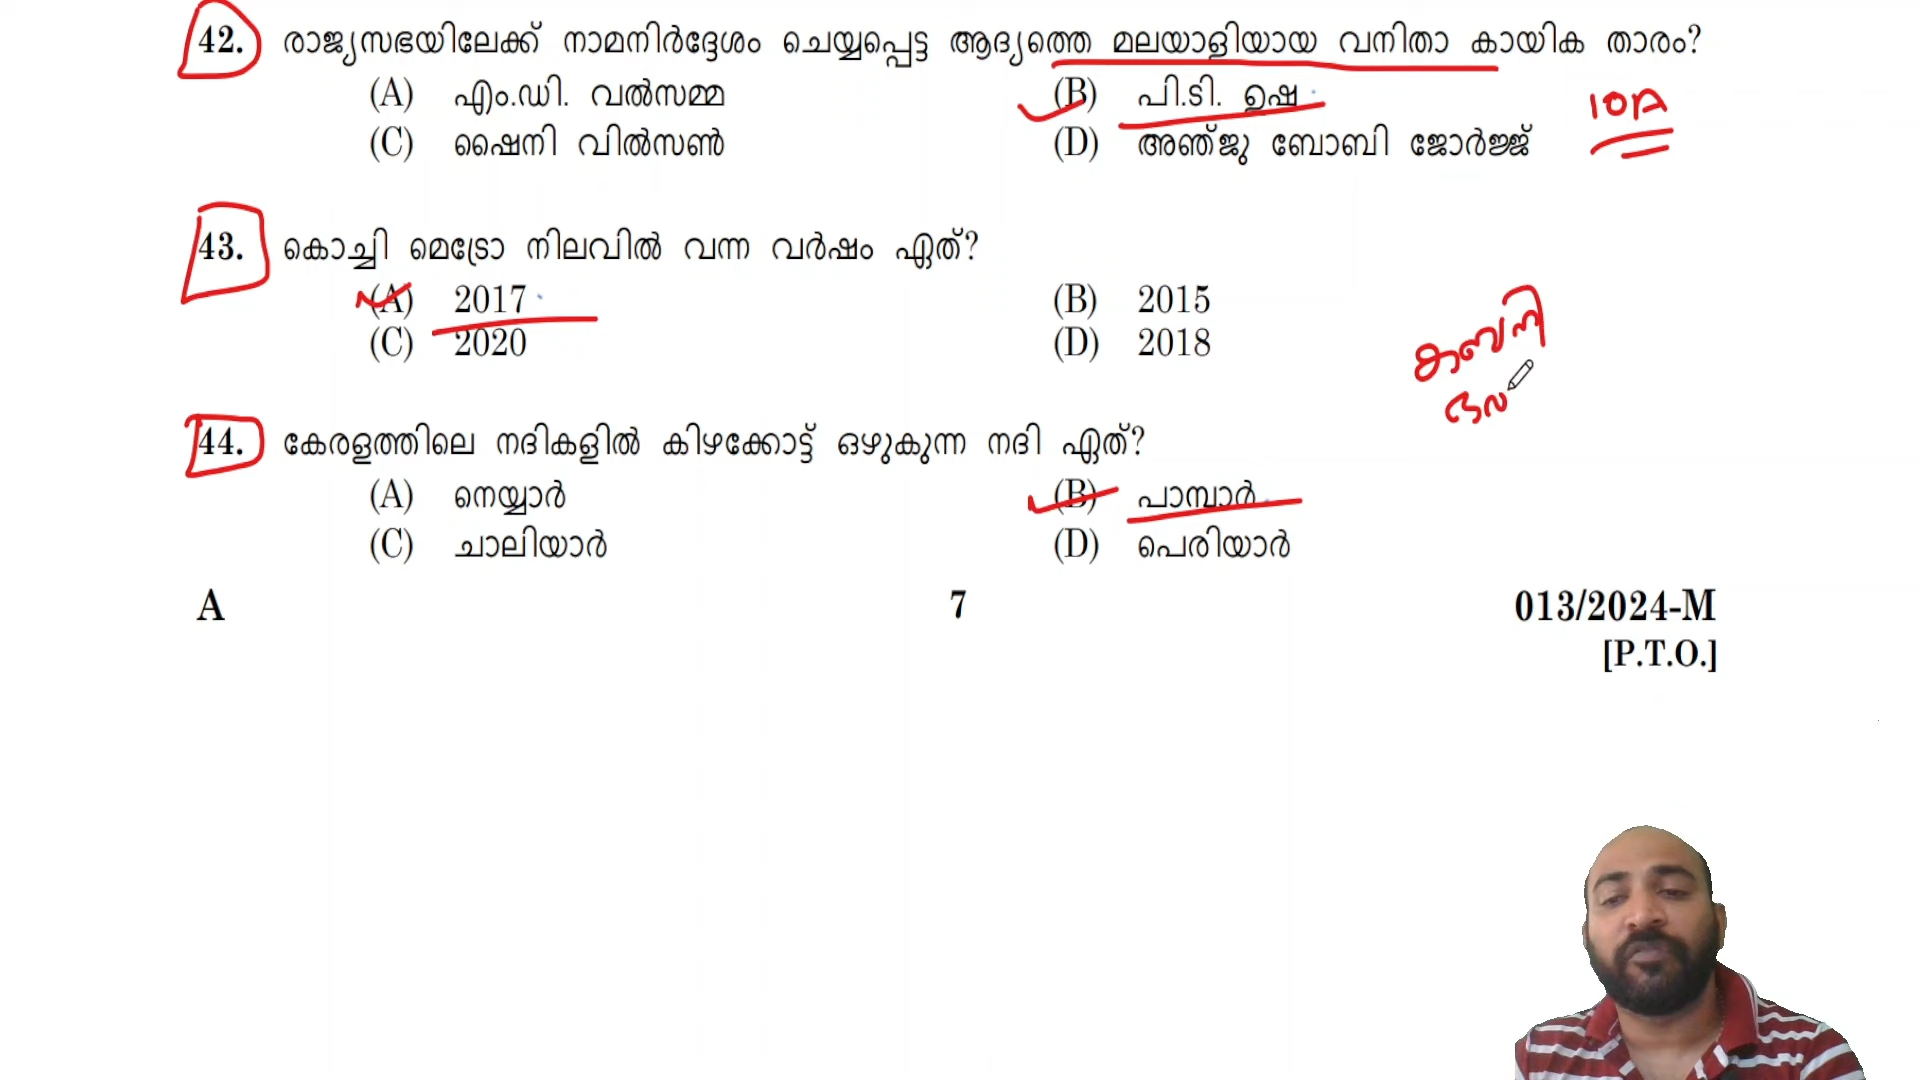 42. രാജ്യസഭയിലേക്ക് നാമനിർദ്ദേശം ചെയ്യപ്പെട്ട ആദ്യത്തെ മലയാളിയായ വനിതാ കായിക താരം?
(A) എം.ഡി. വൽസമ്മ (B) പി.ടി. ഉഷ
(C) ഷൈനി വിൽസൺ (D) അഞ്ജു ബോബി ജോർജ്ജ്
43. കൊച്ചി മെട്രോ നിലവിൽ വന്ന വർഷം ഏത്?
(A) 2017 (B) 2015
(C) 2020 (D) 2018
കബനി
44. കേരളത്തിലെ നദികളിൽ കിഴക്കോട്ട് ഒഴുകുന്ന നദി ഏത്?
(A) നെയ്യാർ (B) പാമ്പാർ
(C) ചാലിയാർ (D) പെരിയാർ
A 7 013/2024-M
[P.T.O.]